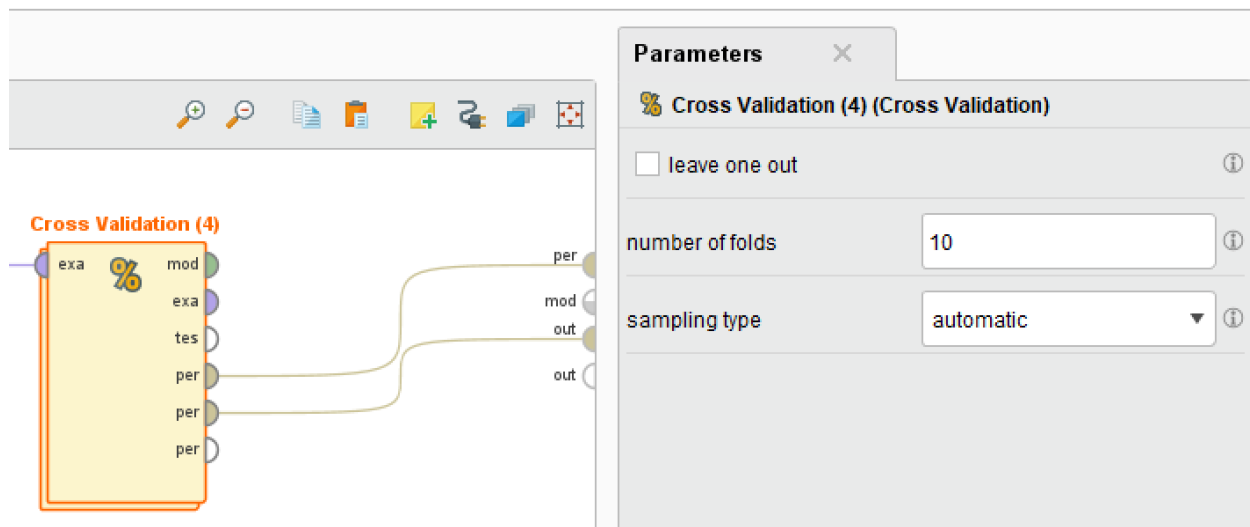 Parameters
% Cross Validation (4) (Cross Validation)
leave one out
number of folds
10
sampling type
automatic
Cross Validation (4)
exa
%
mod
exa
tes
per
per
per
per
mod
out
out